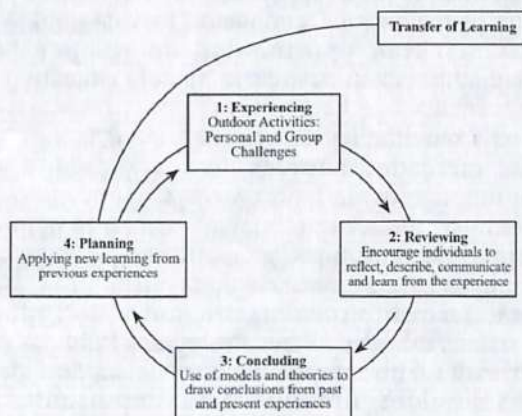 Transfer of Learning
1: Experiencing
Outdoor Activities:
Personal and Group
Challenges
2: Reviewing
Encourage individuals to
reflect, describe, communicate
and learn from the experience
3: Concluding
Use of models and theories to
draw conclusions from past
and present experiences
4: Planning
Applying new learning from
previous experiences